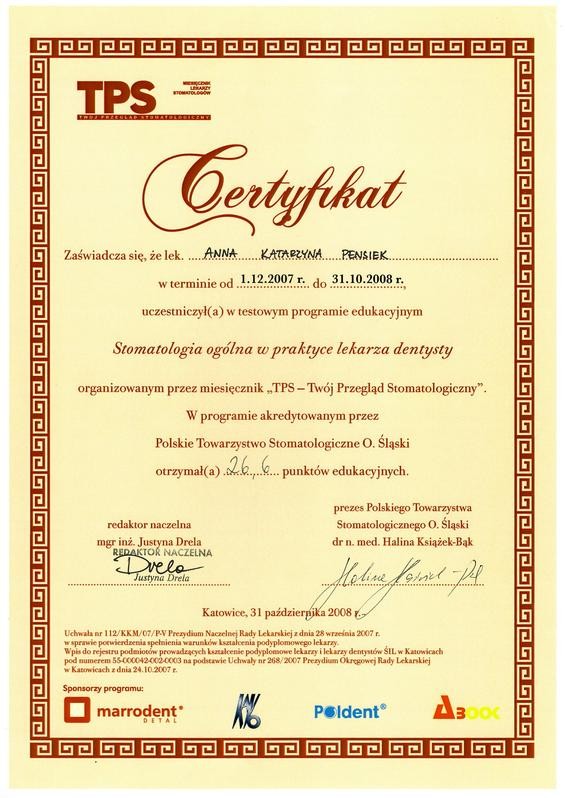 TPS
MIESIĘCZNIK
LEKARZY
STOMATOLOGÓW
TWÓJ PRZEGLĄD STOMATOLOGICZNY
Certyfikat
Zaświadcza się, że lek. ANNA KATARZYNA PENSIEK
w terminie od 1.12.2007 r. do 31.10.2008 r.,
uczestniczył(a) w testowym programie edukacyjnym
Stomatologia ogólna w praktyce lekarza dentysty
organizowanym przez miesięcznik „TPS – Twój Przegląd Stomatologiczny”.
W programie akredytowanym przez
Polskie Towarzystwo Stomatologiczne O. Śląski
otrzymał(a) 26,6 punktów edukacyjnych.
redaktor naczelna
mgr inż. Justyna Drela
REDAKTOR NACZELNA
Drela
Justyna Drela
prezes Polskiego Towarzystwa
Stomatologicznego O. Śląski
dr n. med. Halina Książek-Bąk
Katowice, 31 października 2008 r.
Uchwała nr 112/KKM/07/P-V Prezydium Naczelnej Rady Lekarskiej z dnia 28 września 2007 r.
w sprawie potwierdzenia spełnienia warunków kształcenia podyplomowego lekarzy.
Wpis do rejestru podmiotów prowadzących kształcenie podyplomowe lekarzy i lekarzy dentystów ŚIL w Katowicach
pod numerem 55-000042-002-0003 na podstawie Uchwały nr 268/2007 Prezydium Okręgowej Rady Lekarskiej
w Katowicach z dnia 24.10.2007 r.
Sponsorzy programu:
marrodent®
DETAL
Poldent®
ABOOK